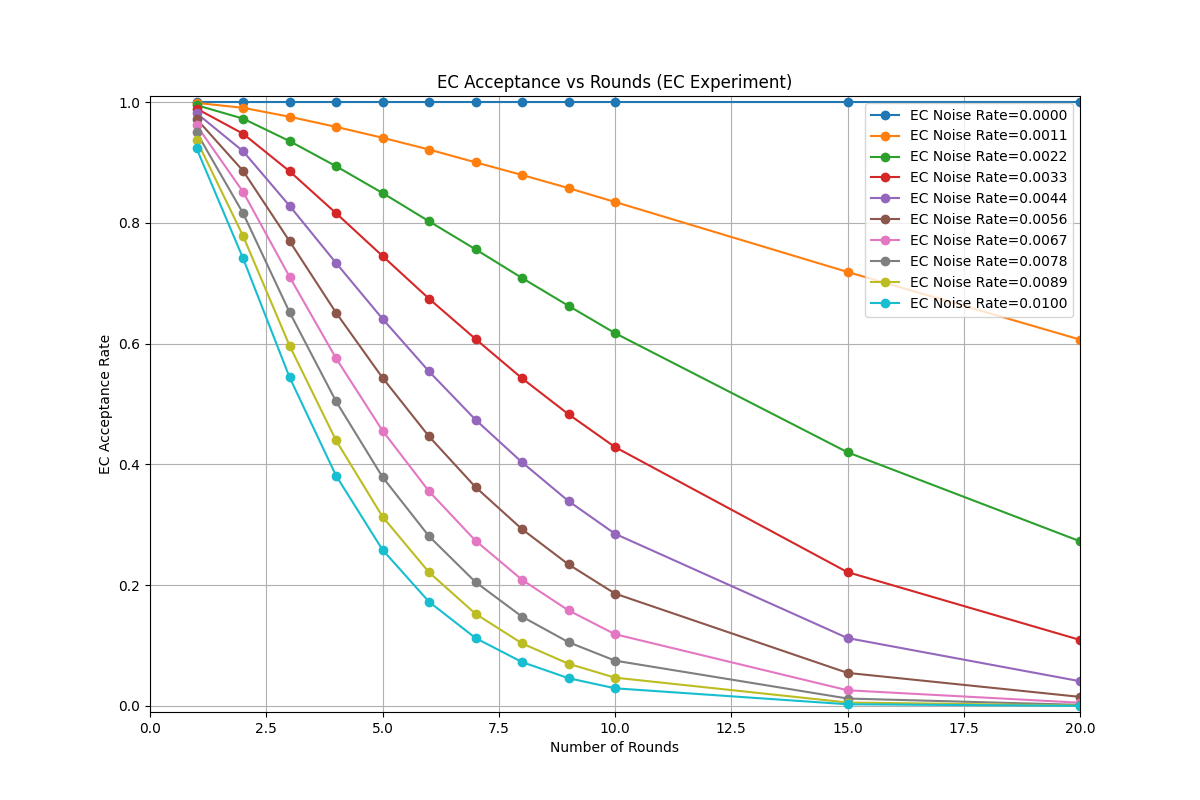 EC Acceptance vs Rounds (EC Experiment)
EC Acceptance Rate
1.0
0.8
0.6
0.4
0.2
0.0
EC Noise Rate=0.0000
EC Noise Rate=0.0011
EC Noise Rate=0.0022
EC Noise Rate=0.0033
EC Noise Rate=0.0044
EC Noise Rate=0.0056
EC Noise Rate=0.0067
EC Noise Rate=0.0078
EC Noise Rate=0.0089
EC Noise Rate=0.0100
0.0 2.5 5.0 7.5 10.0 12.5 15.0 17.5 20.0
Number of Rounds